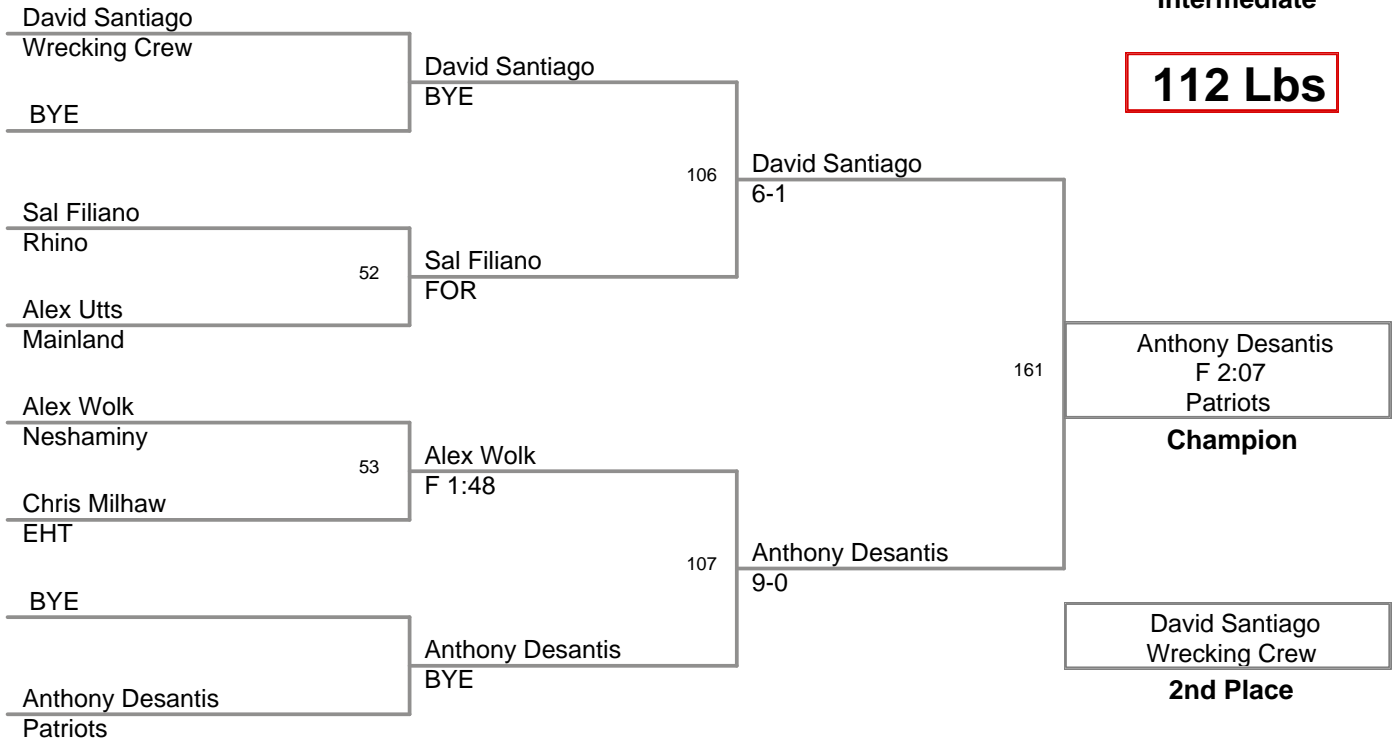 Intermediate
112 Lbs
David Santiago
Wrecking Crew
BYE
David Santiago
BYE
Sal Filiano
Rhino
52
Alex Utts
Mainland
Sal Filiano
FOR
106
David Santiago
6-1
Alex Wolk
Neshaminy
53
Chris Milhaw
EHT
Alex Wolk
F 1:48
BYE
Anthony Desantis
Patriots
Anthony Desantis
BYE
107
Anthony Desantis
9-0
161
Anthony Desantis
F 2:07
Patriots
Champion
David Santiago
Wrecking Crew
2nd Place